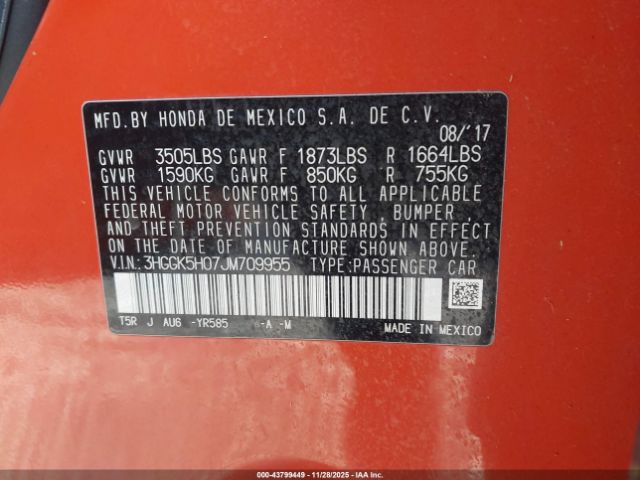 MFD.BY HONDA DE MEXICO S.A. DE C.V.
08/'17
GVWR 3505LBS GAWR F 1873LBS R 1664LBS
GVWR 1590KG GAWR F 850KG R 755KG
THIS VEHICLE CONFORMS TO ALL APPLICABLE
FEDERAL MOTOR VEHICLE SAFETY , BUMPER ,
AND THEFT PREVENTION STANDARDS IN EFFECT
ON THE DATE OF MANUFACTURE SHOWN ABOVE.
V.I.N.:3HGGK5H07JM709955 TYPE:PASSENGER CAR
T5R J AU6 -YR585 -A -M
MADE IN MEXICO
000-43799449 | 11/28/2025 - IAAI.COM